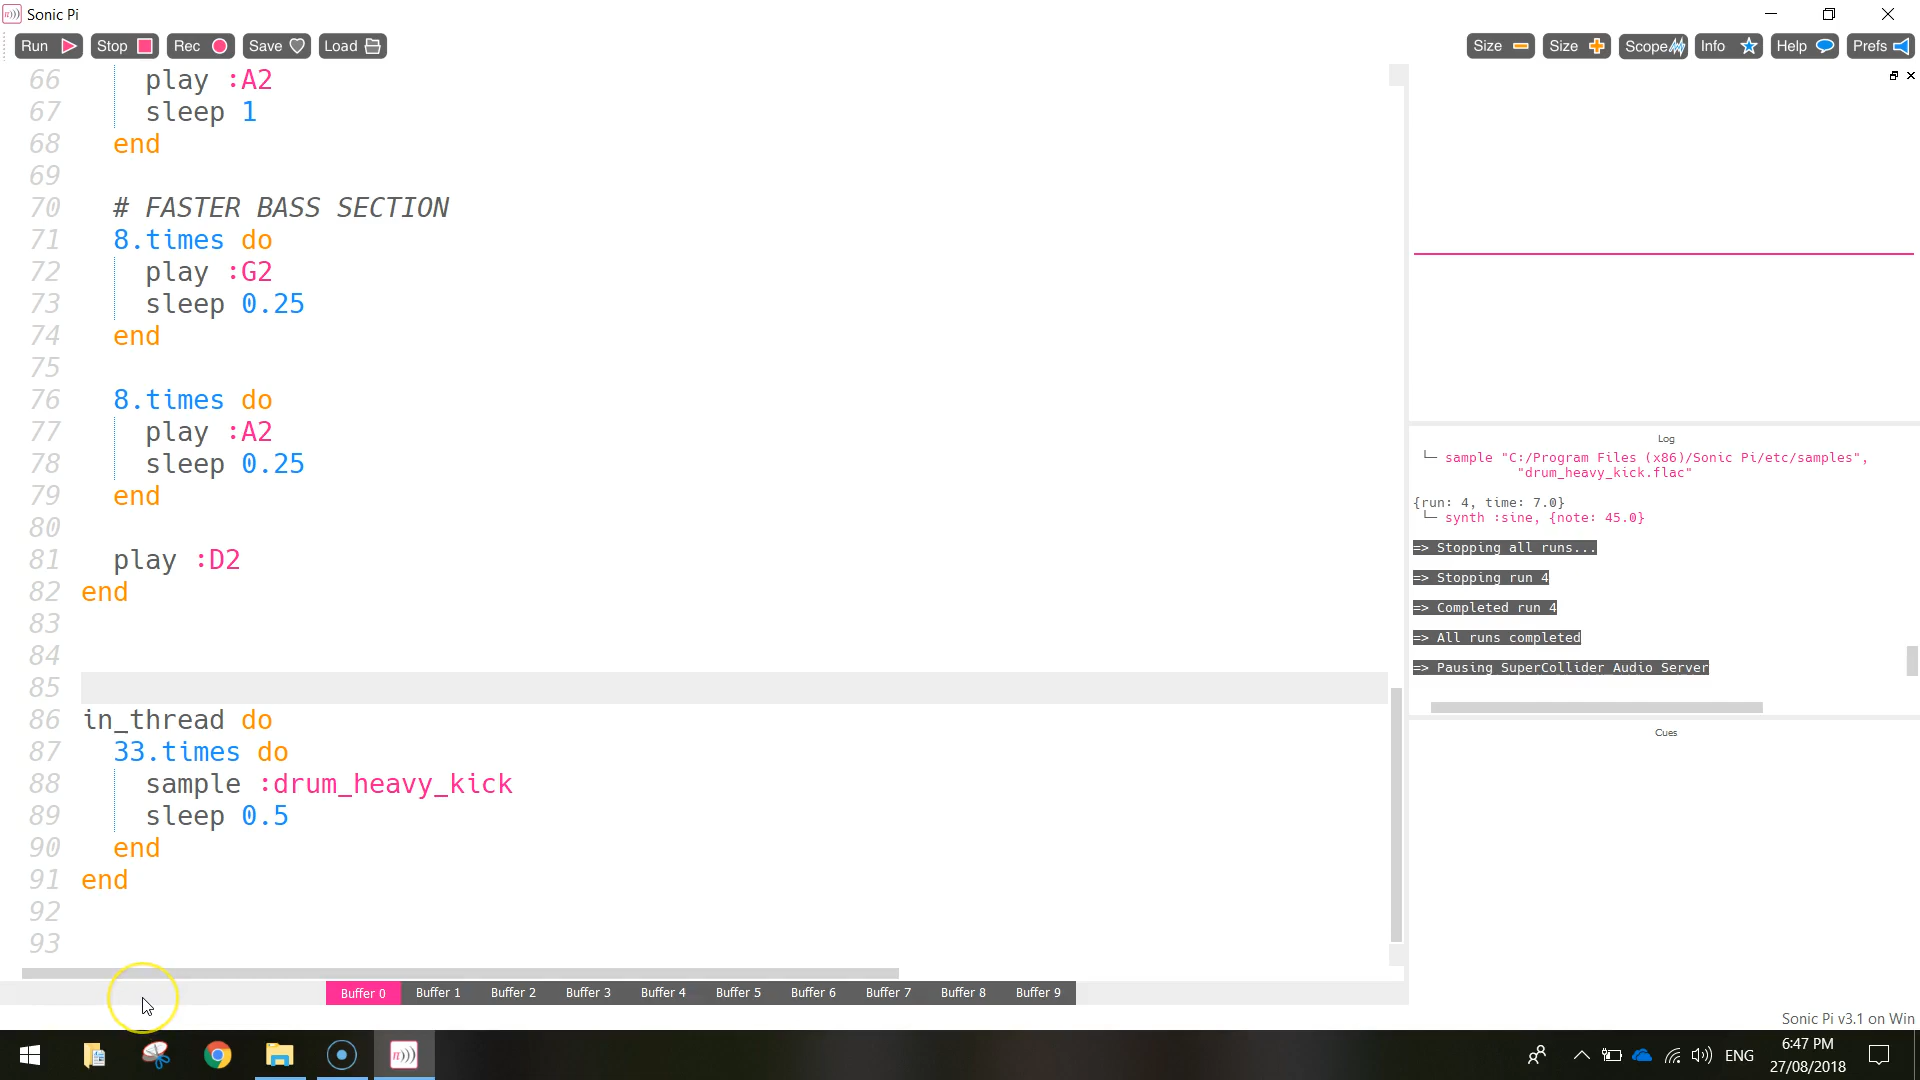 Sonic Pi
Run Stop Rec Save Load Size Size Scope Info Help Prefs
66 play :A2
67 sleep 1
68 end
69
70 # FASTER BASS SECTION
71 8.times do
72 play :G2
73 sleep 0.25
74 end
75
76 8.times do
77 play :A2
78 sleep 0.25
79 end
80
81 play :D2
82 end
83
84
85
86 in_thread do
87 33.times do
88 sample :drum_heavy_kick
89 sleep 0.5
90 end
91 end
92
93
Log
└─ sample "C:/Program Files (x86)/Sonic Pi/etc/samples",
"drum_heavy_kick.flac"
{run: 4, time: 7.0}
└─ synth :sine, {note: 45.0}
=> Stopping all runs...
=> Stopping run 4
=> Completed run 4
=> All runs completed
=> Pausing SuperCollider Audio Server
Cues
Buffer 0 Buffer 1 Buffer 2 Buffer 3 Buffer 4 Buffer 5 Buffer 6 Buffer 7 Buffer 8 Buffer 9
Sonic Pi v3.1 on Win
ENG
6:47 PM
27/08/2018